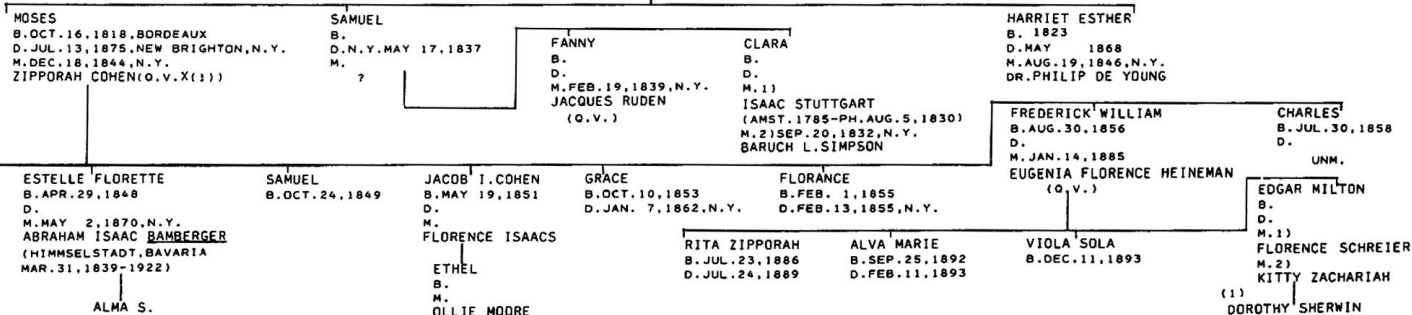 MOSES
B.OCT.16,1818,BORDEAUX
D.JUL.13,1875,NEW BRIGHTON,N.Y.
M.DEC.18,1844,N.Y.
ZIPPORAH COHEN(Q.V.X(1))
SAMUEL
B.
D.N.Y.MAY 17,1837
M.
?
FANNY
B.
D.
M.FEB.19,1839,N.Y.
JACQUES RUDEN
(Q.V.)
CLARA
B.
D.
M.1)
ISAAC STUTTGART
(AMST.1785-PH.AUG.5,1830)
M.2)SEP.20,1832,N.Y.
BARUCH L.SIMPSON
HARRIET ESTHER
B. 1823
D.MAY 1868
M.AUG.19,1846,N.Y.
DR.PHILIP DE YOUNG
FREDERICK WILLIAM
B.AUG.30,1856
D.
M.JAN.14,1885
EUGENIA FLORENCE HEINEMAN
(Q.V.)
CHARLES
B.JUL.30,1858
D.
UNM.
ESTELLE FLORETTE
B.APR.29,1848
D.
M.MAY 2,1870,N.Y.
ABRAHAM ISAAC BAMBERGER
(HIMMSELSTADT,BAVARIA
MAR.31,1839-1922)
ALMA S.
SAMUEL
B.OCT.24,1849
JACOB I.COHEN
B.MAY 19,1851
D.
M.
FLORENCE ISAACS
ETHEL
B.
M.
OLLIE MOORE
GRACE
B.OCT.10,1853
D.JAN. 7,1862,N.Y.
FLORANCE
B.FEB. 1,1855
D.FEB.13,1855,N.Y.
RITA ZIPPORAH
B.JUL.23,1886
D.JUL.24,1889
ALVA MARIE
B.SEP.25,1892
D.FEB.11,1893
VIOLA SOLA
B.DEC.11,1893
EDGAR MILTON
B.
D.
M.1)
FLORENCE SCHREIER
M.2)
KITTY ZACHARIAH
(1)
DOROTHY SHERWIN